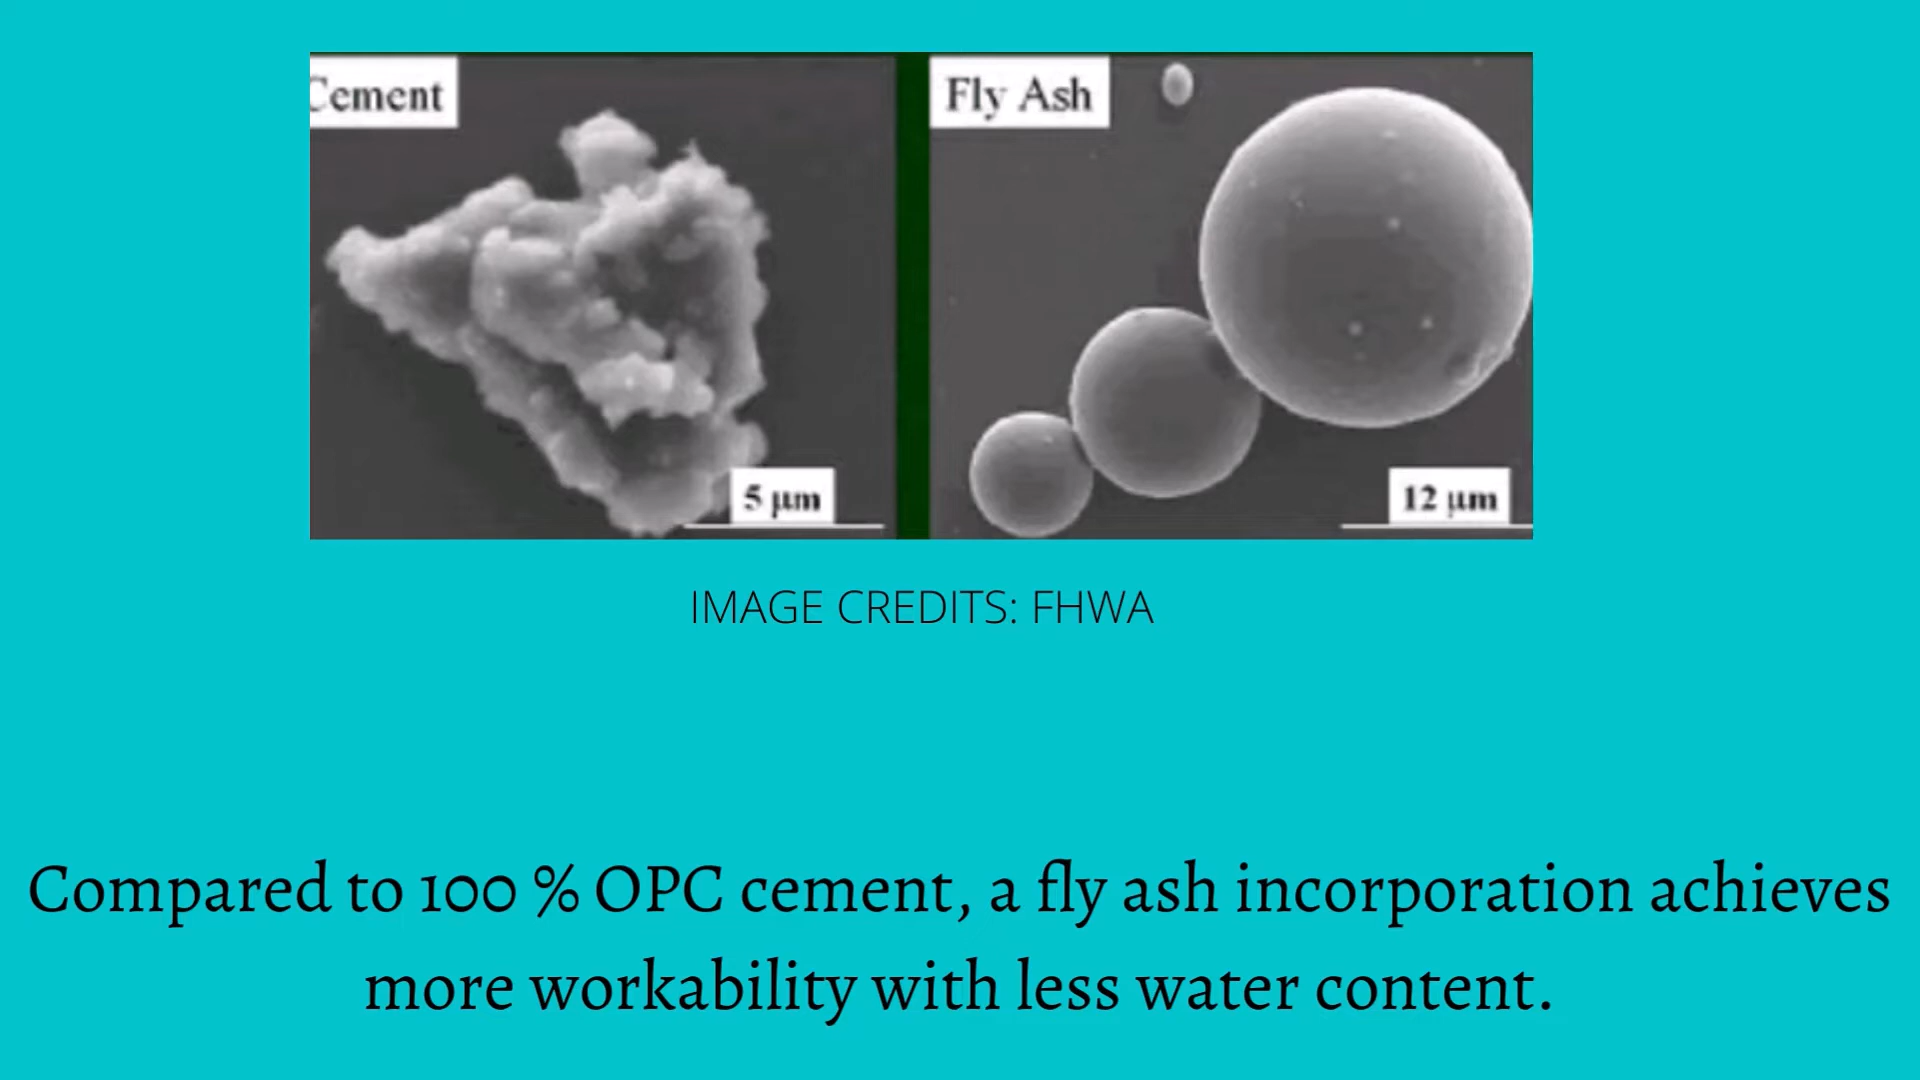 Cement
Fly Ash
5 μm
12 μm
IMAGE CREDITS: FHWA
Compared to 100 % OPC cement, a fly ash incorporation achieves
more workability with less water content.